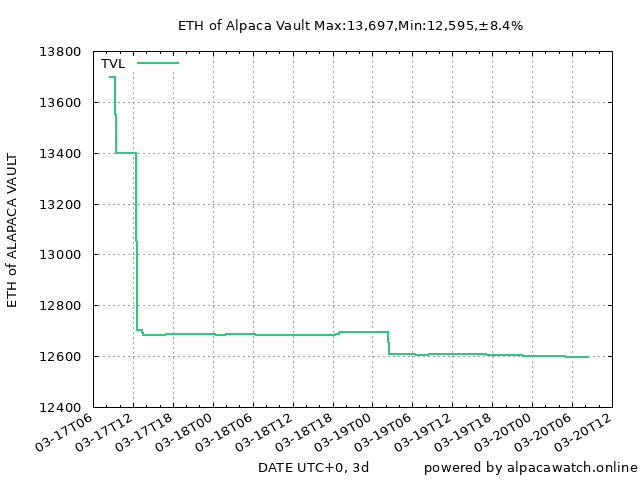 ETH of Alpaca Vault Max:13,697,Min:12,595,±8.4%
TVL
13800
13600
13400
13200
13000
12800
12600
12400
ETH of ALAPACA VAULT
03-17T06
03-17T12
03-17T18
03-18T00
03-18T06
03-18T12
03-18T18
03-19T00
03-19T06
03-19T12
03-19T18
03-20T00
03-20T06
03-20T12
DATE UTC+0, 3d
powered by alpacawatch.online